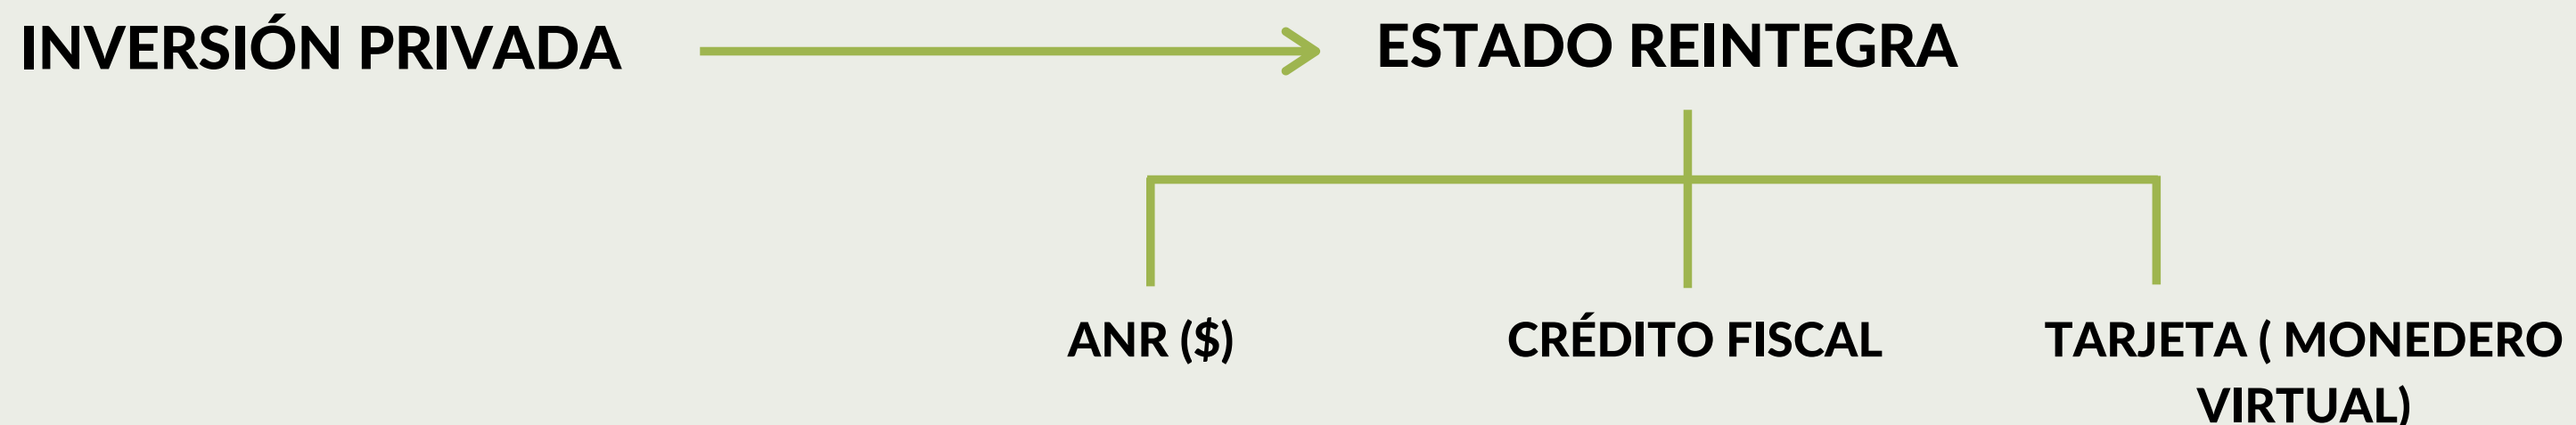 INVERSIÓN PRIVADA
ESTADO REINTEGRA
ANR ($)
CRÉDITO FISCAL
TARJETA ( MONEDERO
VIRTUAL)